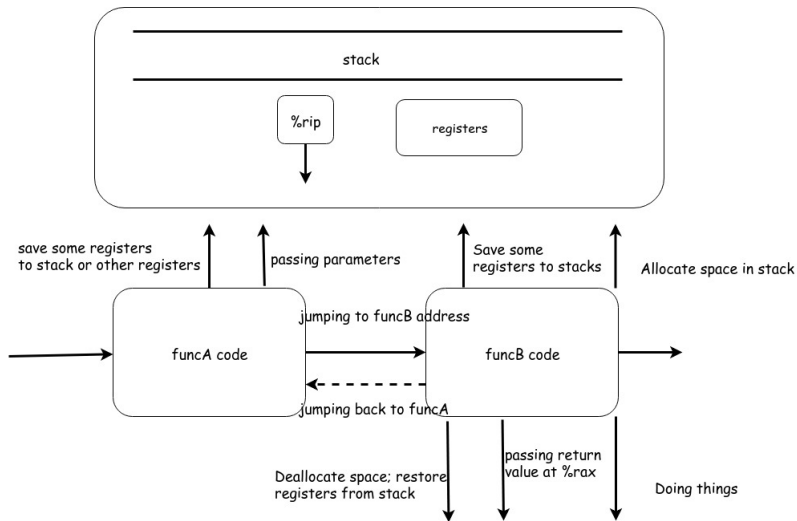 stack
%rip
registers
save some registers
to stack or other registers
passing parameters
Save some
registers to stacks
Allocate space in stack
jumping to funcB address
funcA code
funcB code
jumping back to funcA
Deallocate space; restore
registers from stack
passing return
value at %rax
Doing things